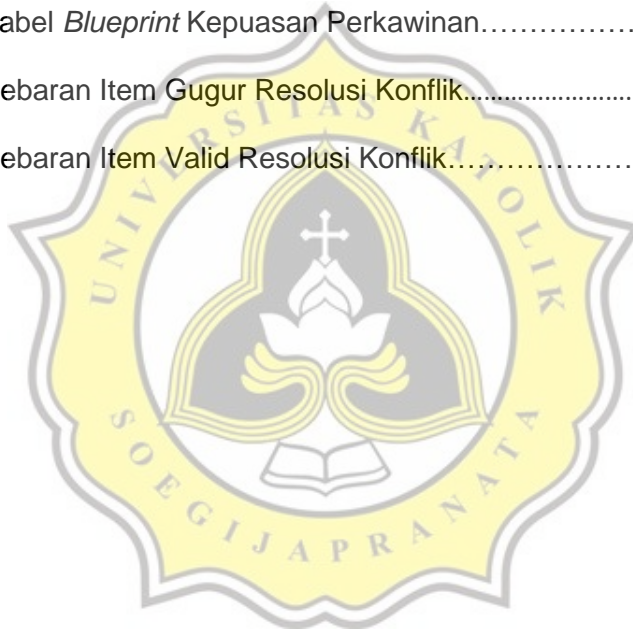 abel Blueprint Kepuasan Perkawinan……………
ebaran Item Gugur Resolusi Konflik.......................
ebaran Item Valid Resolusi Konflik…………………
UNIVERSITAS KATOLIK
SOEGIJAPRANATA